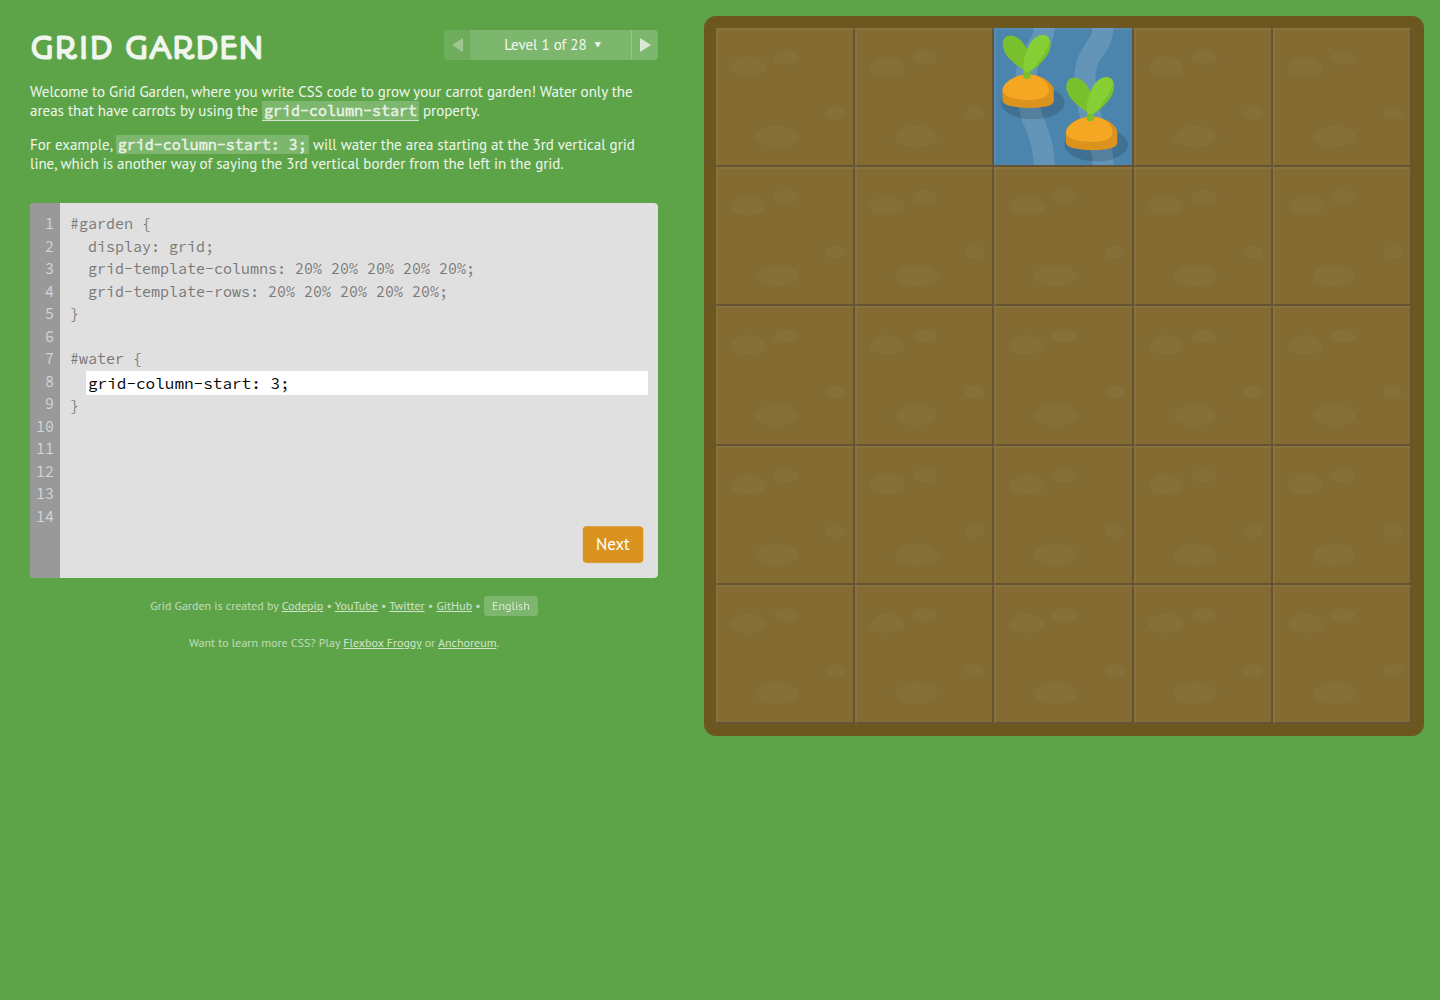 GRID GARDEN
◀ Level 1 of 28 ▼ ▶
Welcome to Grid Garden, where you write CSS code to grow your carrot garden! Water only the
areas that have carrots by using the grid-column-start property.
For example, grid-column-start: 3; will water the area starting at the 3rd vertical grid
line, which is another way of saying the 3rd vertical border from the left in the grid.
1 #garden {
2   display: grid;
3   grid-template-columns: 20% 20% 20% 20% 20%;
4   grid-template-rows: 20% 20% 20% 20% 20%;
5 }
6
7 #water {
8   grid-column-start: 3;
9 }
10
11
12
13
14
Next
Grid Garden is created by Codepip • YouTube • Twitter • GitHub • English
Want to learn more CSS? Play Flexbox Froggy or Anchoreum.